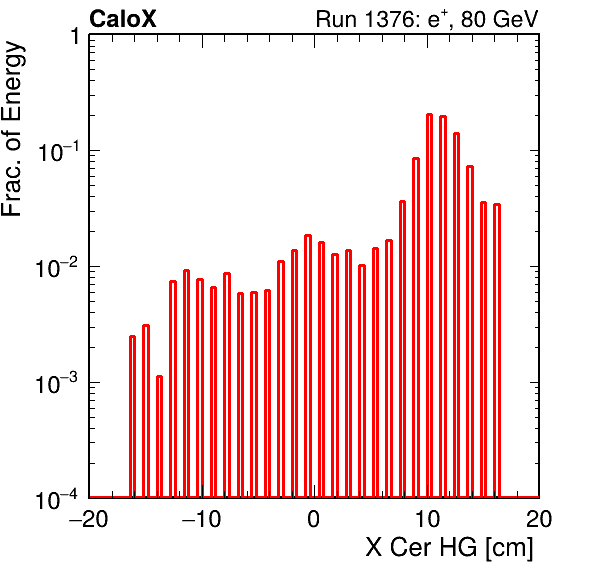 CaloX Run 1376: e⁺, 80 GeV
Frac. of Energy
1
10⁻¹
10⁻²
10⁻³
10⁻⁴
−20 −10 0 10 20
X Cer HG [cm]